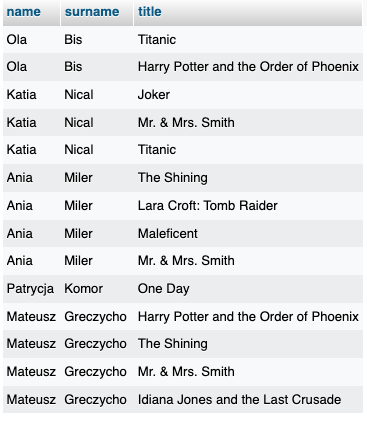 name surname title
Ola Bis Titanic
Ola Bis Harry Potter and the Order of Phoenix
Katia Nical Joker
Katia Nical Mr. & Mrs. Smith
Katia Nical Titanic
Ania Miler The Shining
Ania Miler Lara Croft: Tomb Raider
Ania Miler Maleficent
Ania Miler Mr. & Mrs. Smith
Patrycja Komor One Day
Mateusz Greczycho Harry Potter and the Order of Phoenix
Mateusz Greczycho The Shining
Mateusz Greczycho Mr. & Mrs. Smith
Mateusz Greczycho Idiana Jones and the Last Crusade